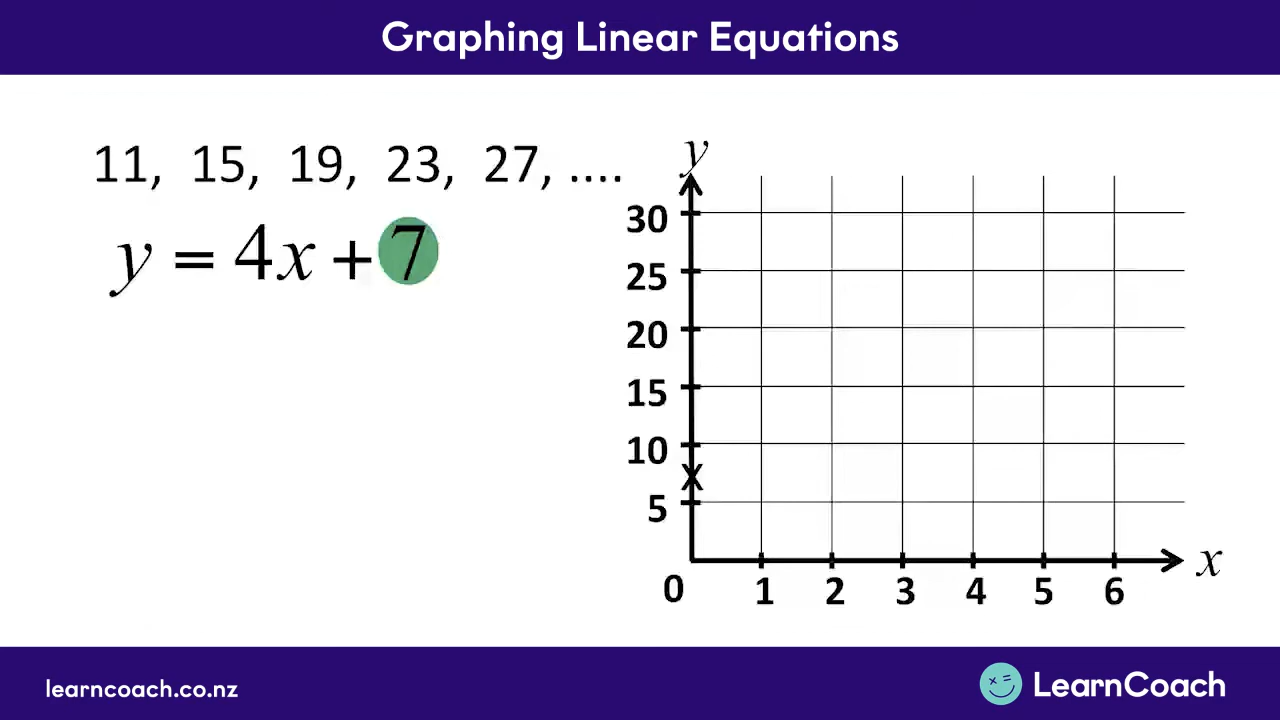 Graphing Linear Equations
11, 15, 19, 23, 27, ....
y = 4x + 7
y
30
25
20
15
10
5
0
1 2 3 4 5 6
x
learncoach.co.nz
LearnCoach